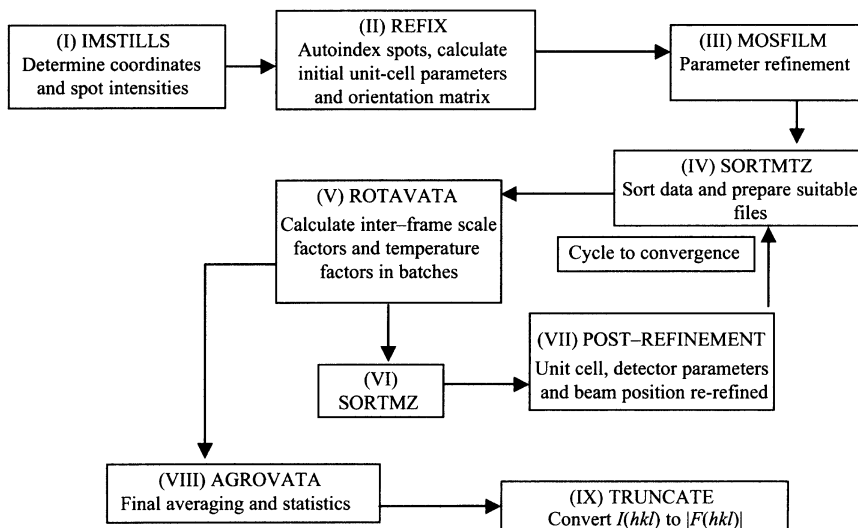 (I) IMSTILLS
Determine coordinates
and spot intensities
(II) REFIX
Autoindex spots, calculate
initial unit-cell parameters
and orientation matrix
(III) MOSFILM
Parameter refinement
(IV) SORTMTZ
Sort data and prepare suitable
files
(V) ROTAVATA
Calculate inter–frame scale
factors and temperature
factors in batches
Cycle to convergence
(VI)
SORTMZ
(VII) POST–REFINEMENT
Unit cell, detector parameters
and beam position re-refined
(VIII) AGROVATA
Final averaging and statistics
(IX) TRUNCATE
Convert I(hkl) to |F(hkl)|